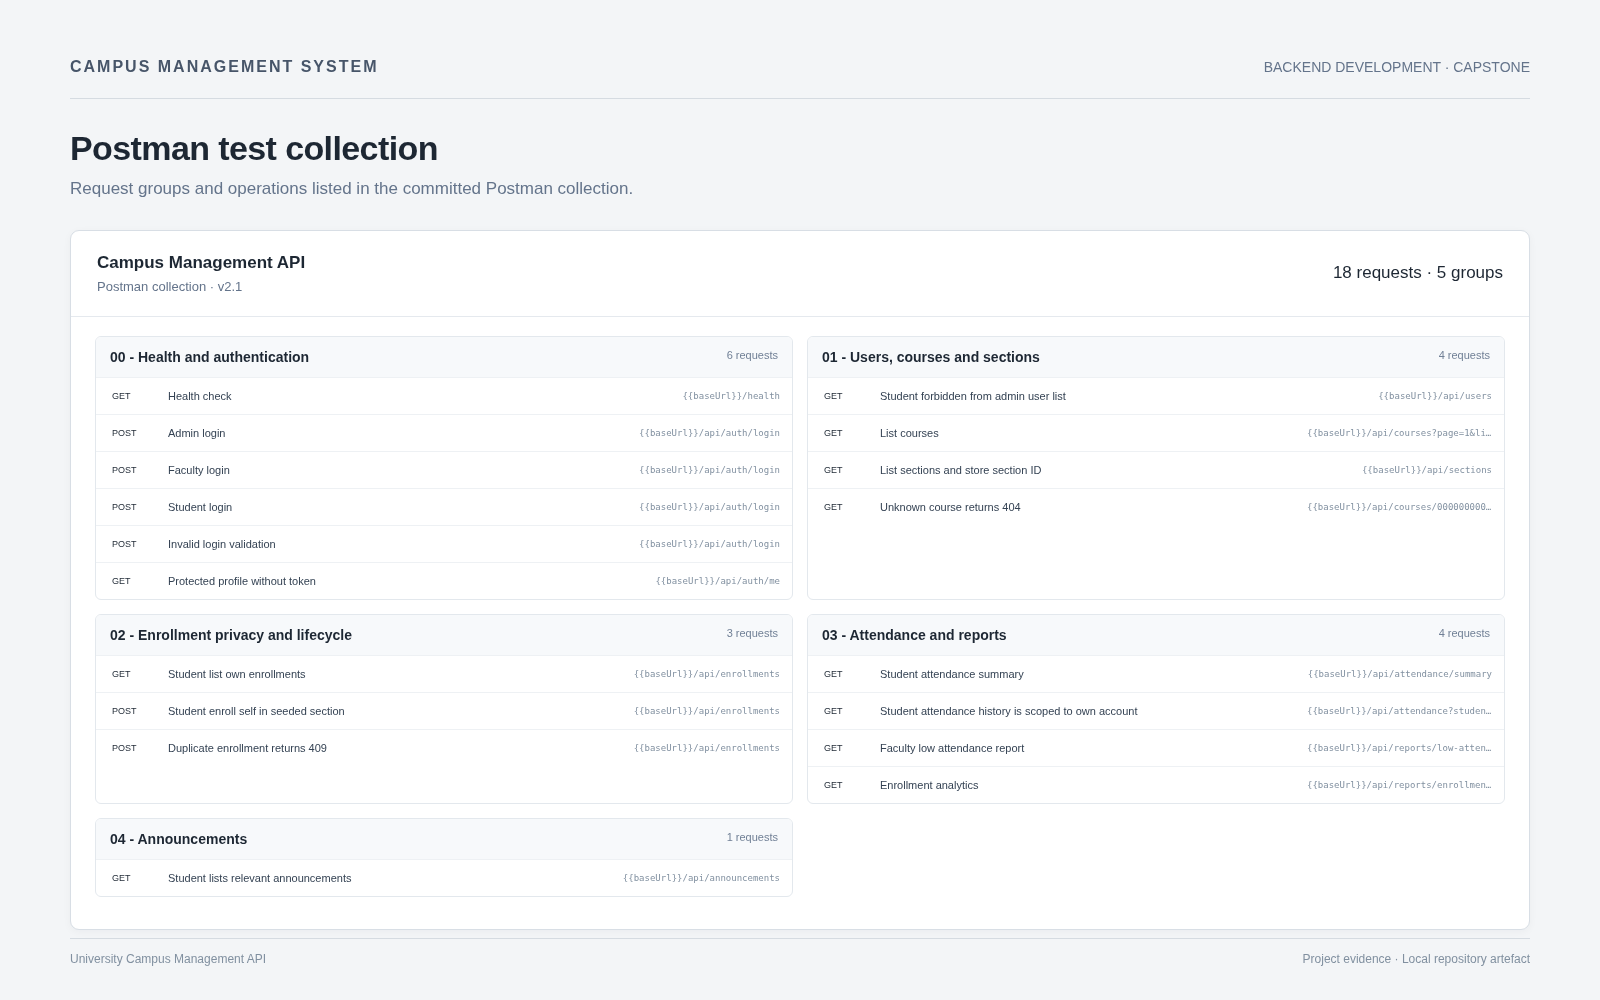 CAMPUS MANAGEMENT SYSTEM
BACKEND DEVELOPMENT · CAPSTONE
Postman test collection
Request groups and operations listed in the committed Postman collection.
Campus Management API
Postman collection · v2.1
18 requests · 5 groups
00 - Health and authentication 6 requests
GET Health check {{baseUrl}}/health
POST Admin login {{baseUrl}}/api/auth/login
POST Faculty login {{baseUrl}}/api/auth/login
POST Student login {{baseUrl}}/api/auth/login
POST Invalid login validation {{baseUrl}}/api/auth/login
GET Protected profile without token {{baseUrl}}/api/auth/me
01 - Users, courses and sections 4 requests
GET Student forbidden from admin user list {{baseUrl}}/api/users
GET List courses {{baseUrl}}/api/courses?page=1&li…
GET List sections and store section ID {{baseUrl}}/api/sections
GET Unknown course returns 404 {{baseUrl}}/api/courses/000000000…
02 - Enrollment privacy and lifecycle 3 requests
GET Student list own enrollments {{baseUrl}}/api/enrollments
POST Student enroll self in seeded section {{baseUrl}}/api/enrollments
POST Duplicate enrollment returns 409 {{baseUrl}}/api/enrollments
03 - Attendance and reports 4 requests
GET Student attendance summary {{baseUrl}}/api/attendance/summary
GET Student attendance history is scoped to own account {{baseUrl}}/api/attendance?studen…
GET Faculty low attendance report {{baseUrl}}/api/reports/low-atten…
GET Enrollment analytics {{baseUrl}}/api/reports/enrollmen…
04 - Announcements 1 requests
GET Student lists relevant announcements {{baseUrl}}/api/announcements
University Campus Management API
Project evidence · Local repository artefact